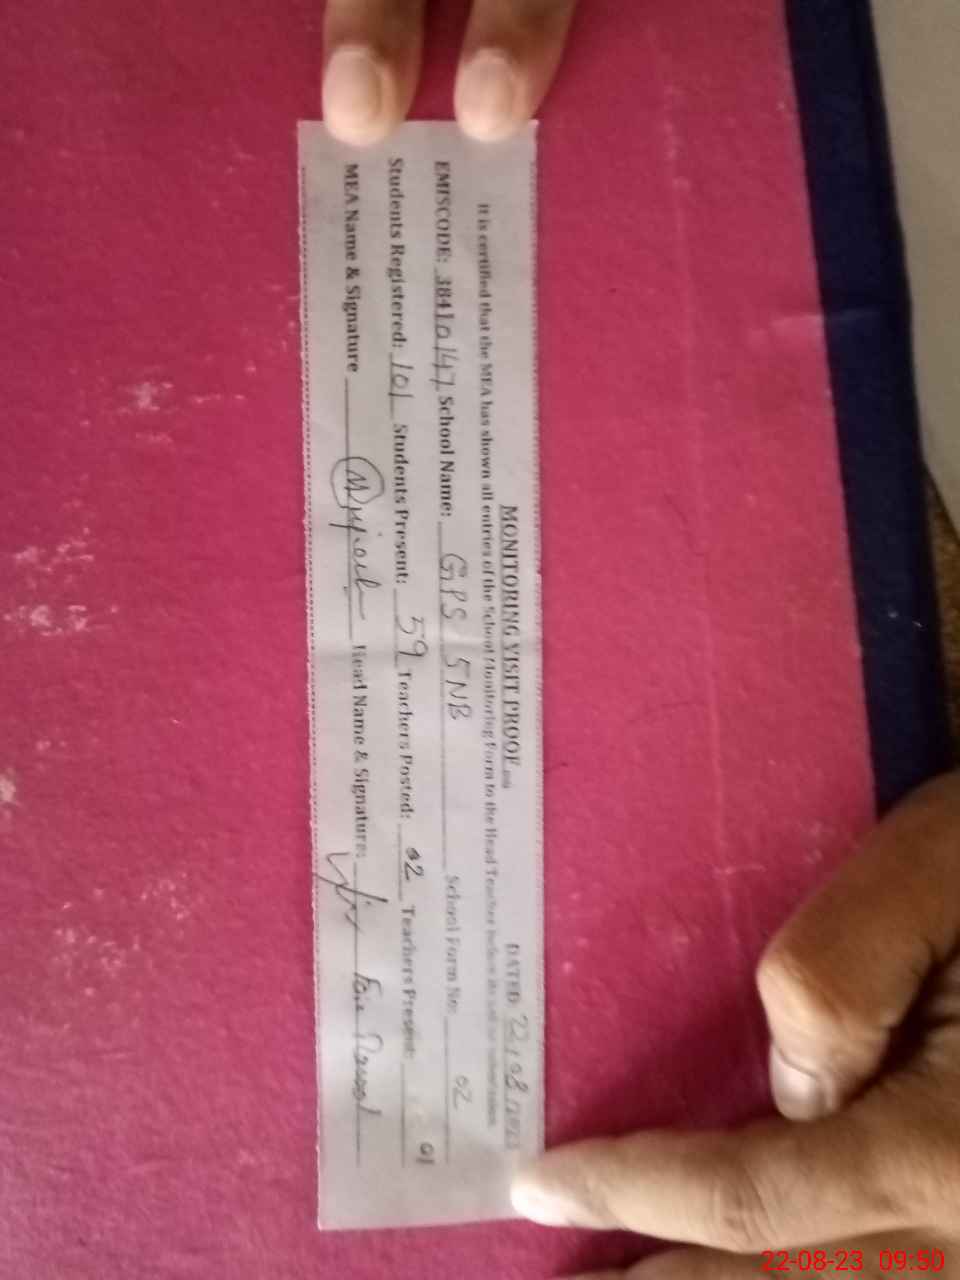 MONITORING VISIT PROOF DATED 22/08/2023
It is certified that the MEA has shown all entries of the School Monitoring Form to the Head Teacher before
EMISCODE: 38410147 School Name: GPS 5NB School Form No: 02
Students Registered: 101 Students Present: 59 Teachers Posted: 02 Teachers Present: 01
MEA Name & Signature Head Name & Signature:
22-08-23 09:50